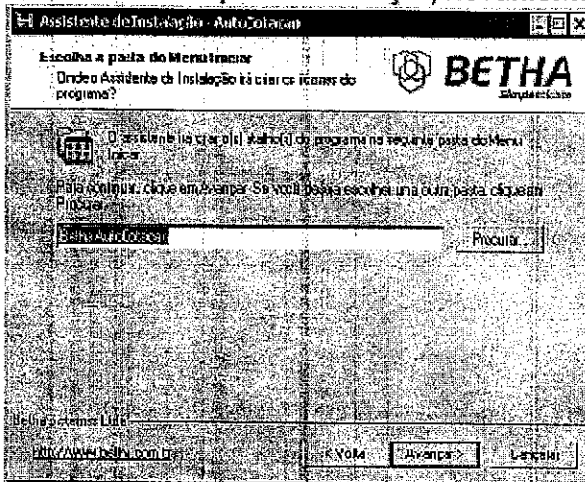 Assistente de Instalação - AutoCotacao
Escolha a pasta do Menu Iniciar
Onde o Assistente de Instalação irá criar os ícones do
programa?
BETHA
O assistente irá criar o(s) atalho(s) do programa na seguinte pasta do Menu
Iniciar.
Para continuar, clique em Avançar. Se você deseja escolher uma outra pasta, clique em
Procurar.
Betha AutoCotacao
Procurar...
Betha Sistemas Ltda
http://www.betha.com.br
< Volta
Avançar >
Cancelar